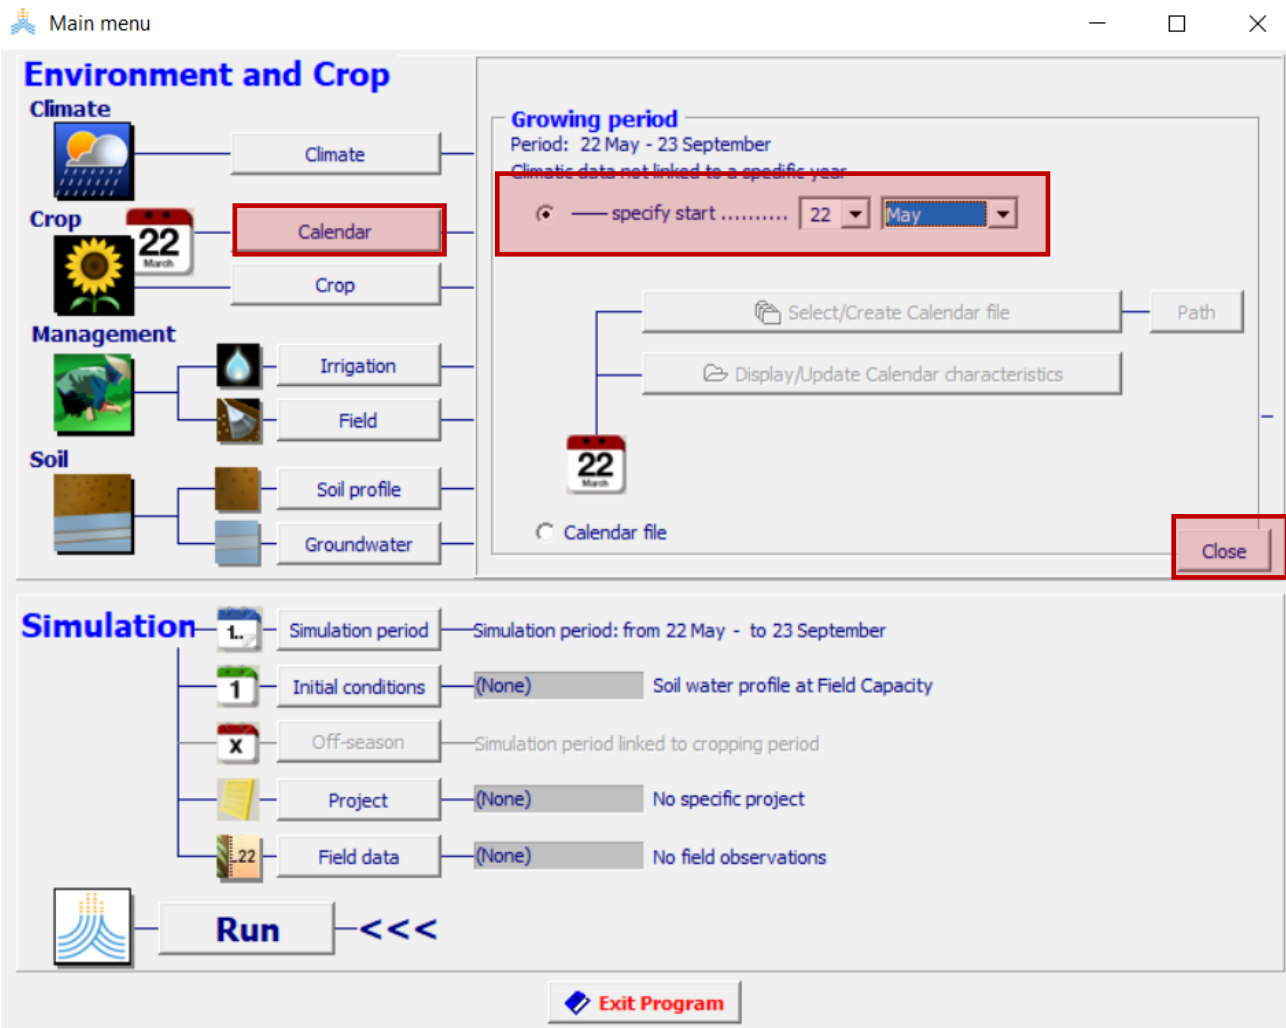 Main menu
Environment and Crop
Climate
Climate
Crop
22
March
Calendar
Crop
Management
Irrigation
Field
Soil
Soil profile
Groundwater
Growing period
Period: 22 May - 23 September
Climatic data not linked to a specific year
specify start .......... 22 May
Select/Create Calendar file
Path
Display/Update Calendar characteristics
22
March
Calendar file
Close
Simulation
1.. Simulation period Simulation period: from 22 May - to 23 September
1 Initial conditions (None) Soil water profile at Field Capacity
X Off-season Simulation period linked to cropping period
Project (None) No specific project
..22 Field data (None) No field observations
Run <<<
Exit Program